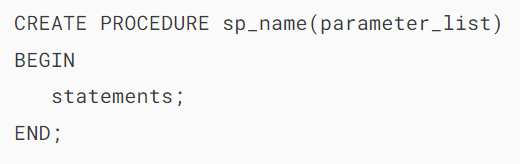 CREATE PROCEDURE sp_name(parameter_list)
BEGIN
   statements;
END;